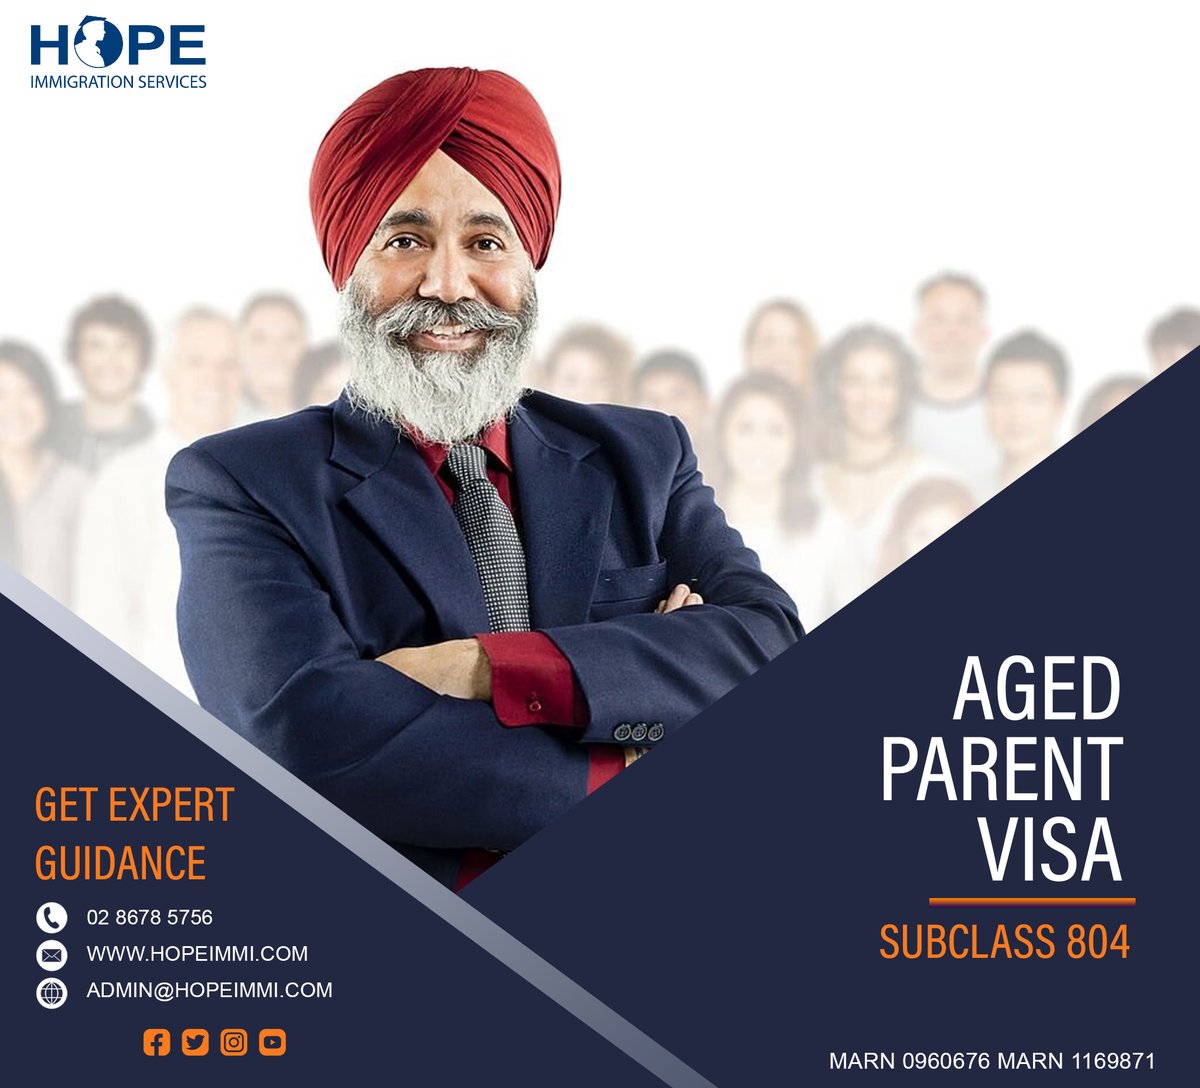 HOPE
IMMIGRATION SERVICES
AGED
PARENT
VISA
SUBCLASS 804
GET EXPERT
GUIDANCE
02 8678 5756
WWW.HOPEIMMI.COM
ADMIN@HOPEIMMI.COM
MARN 0960676 MARN 1169871